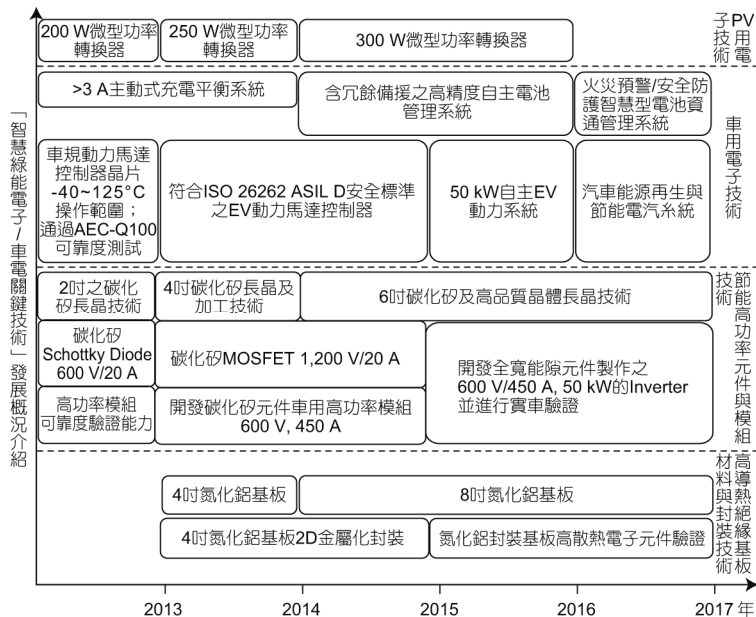 「智慧綠能電子/車電關鍵技術」發展概況介紹
200 W微型功率
轉換器
250 W微型功率
轉換器
300 W微型功率轉換器
PV用電
子技術
>3 A主動式充電平衡系統
含冗餘備援之高精度自主電池
管理系統
火災預警/安全防
護智慧型電池資
通管理系統
車規動力馬達
控制器晶片
-40~125°C
操作範圍；
通過AEC-Q100
可靠度測試
符合ISO 26262 ASIL D安全標準
之EV動力馬達控制器
50 kW自主EV
動力系統
汽車能源再生與
節能電汽系統
車用電子技術
2吋之碳化
矽長晶技術
4吋碳化矽長晶及
加工技術
6吋碳化矽及高品質晶體長晶技術
碳化矽
Schottky Diode
600 V/20 A
碳化矽MOSFET 1,200 V/20 A
開發全寬能隙元件製作之
600 V/450 A, 50 kW的Inverter
並進行實車驗證
高功率模組
可靠度驗證能力
開發碳化矽元件車用高功率模組
600 V, 450 A
節能高功率元件與模組
技術
4吋氮化鋁基板
8吋氮化鋁基板
4吋氮化鋁基板2D金屬化封裝
氮化鋁封裝基板高散熱電子元件驗證
高導熱絕緣基板
材料與封裝技術
2013
2014
2015
2016
2017 年